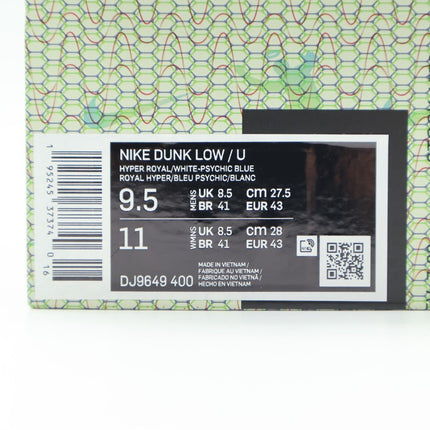 NIKE DUNK LOW / U
HYPER ROYAL/WHITE-PSYCHIC BLUE
ROYAL HYPER/BLEU PSYCHIC/BLANC
9.5 MENS UK 8.5 cm 27.5
BR 41 EUR 43
11 WMNS UK 8.5 cm 28
BR 41 EUR 43
DJ9649 400
MADE IN VIETNAM /
FABRIQUE AU VIETNAM /
FABRICADO NO VIETNÃ /
HECHO EN VIETNAM
1 95245 37374 0 16